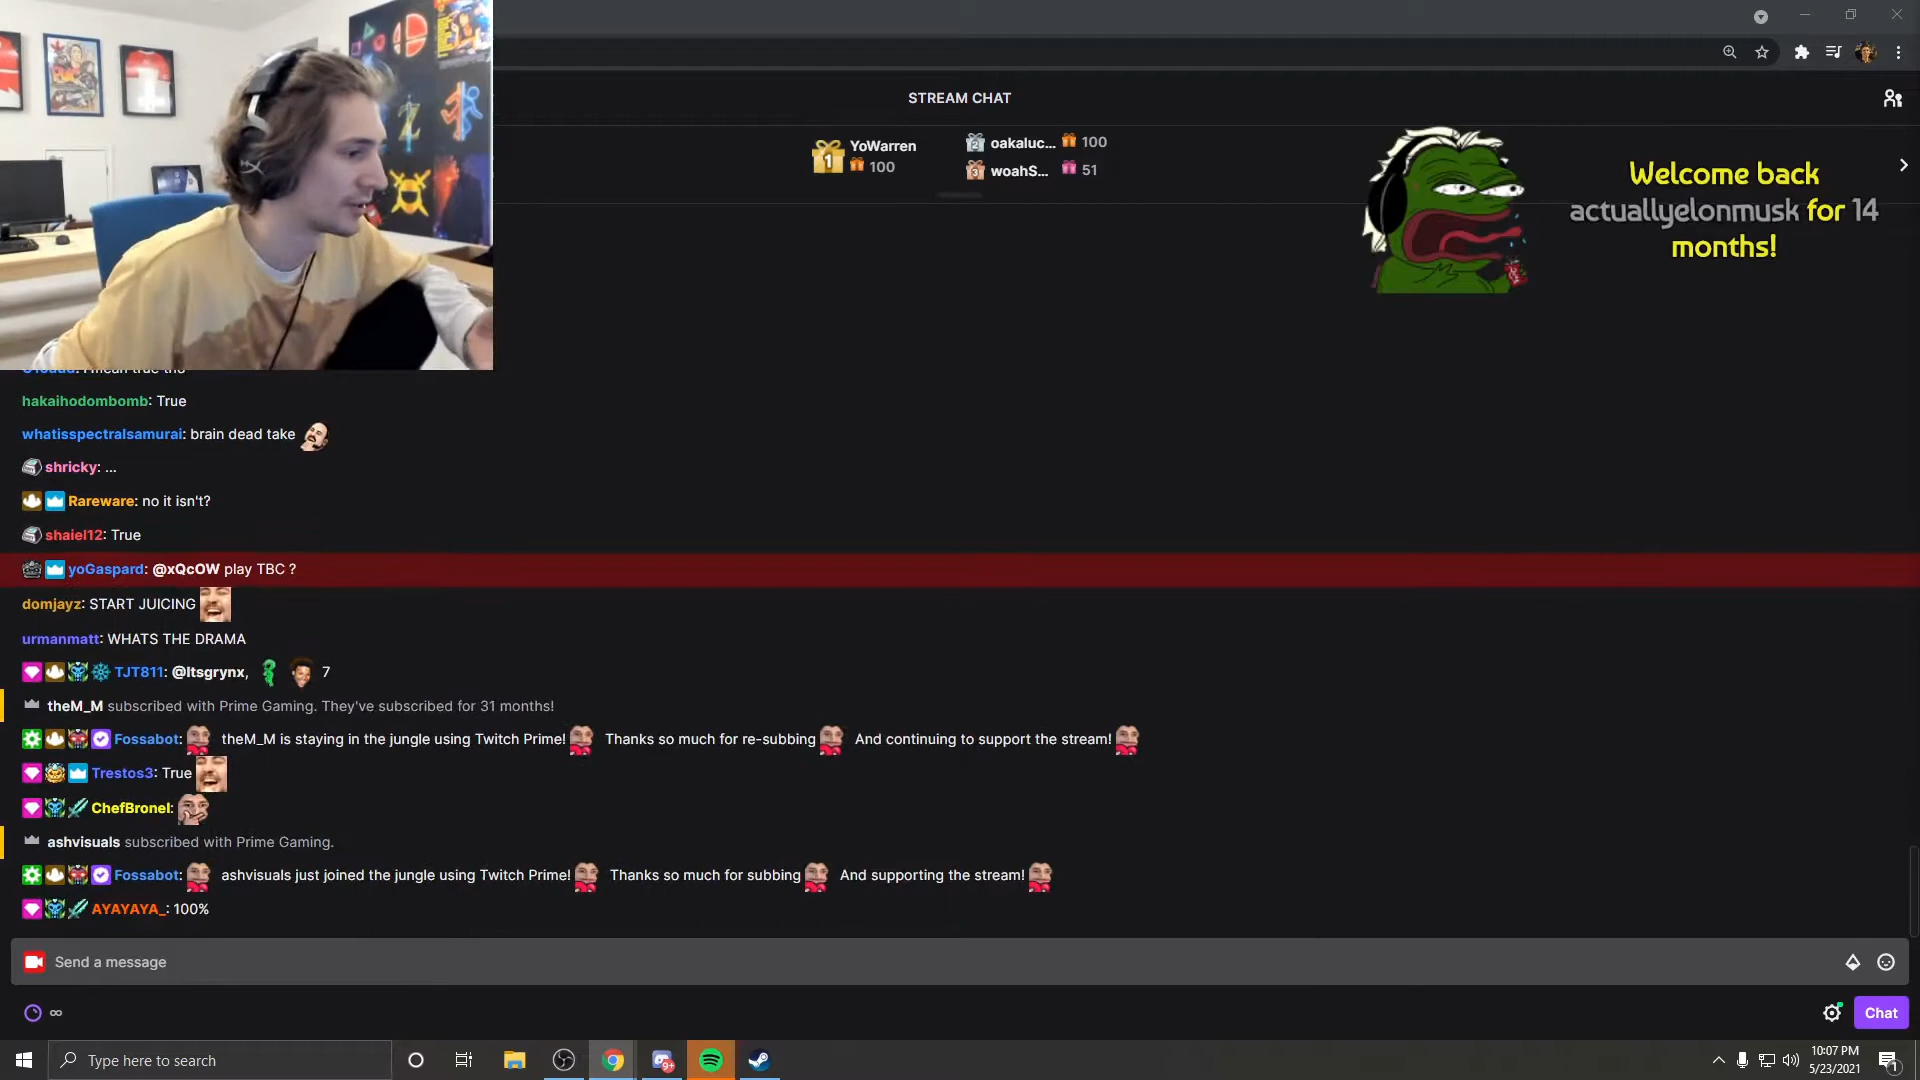 STREAM CHAT
1 YoWarren
100
2 oakaluc... 100
3 woahS... 51
Welcome back
actuallyelonmusk for 14
months!
hakaihodombomb: True
whatisspectralsamurai: brain dead take
shricky: ...
Rareware: no it isn't?
shaiel12: True
yoGaspard: @xQcOW play TBC ?
domjayz: START JUICING
urmanmatt: WHATS THE DRAMA
TJT811: @Itsgrynx, 7
theM_M subscribed with Prime Gaming. They've subscribed for 31 months!
Fossabot: theM_M is staying in the jungle using Twitch Prime! Thanks so much for re-subbing And continuing to support the stream!
Trestos3: True
ChefBronel:
ashvisuals subscribed with Prime Gaming.
Fossabot: ashvisuals just joined the jungle using Twitch Prime! Thanks so much for subbing And supporting the stream!
AYAYAYA_: 100%
Send a message
∞
Chat
Type here to search
9+
10:07 PM
5/23/2021
1